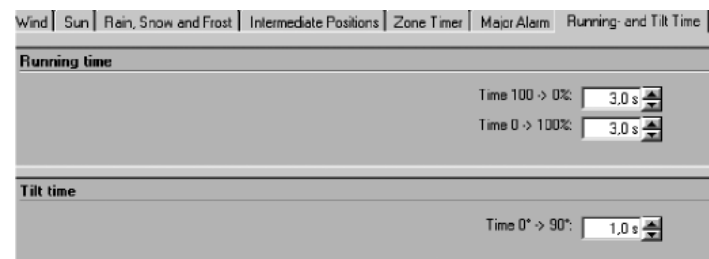 Wind Sun Rain, Snow and Frost Intermediate Positions Zone Timer Major Alarm Running- and Tilt Time
Running time
Time 100 -> 0%: 3,0 s
Time 0 -> 100%: 3,0 s
Tilt time
Time 0° -> 90°: 1,0 s